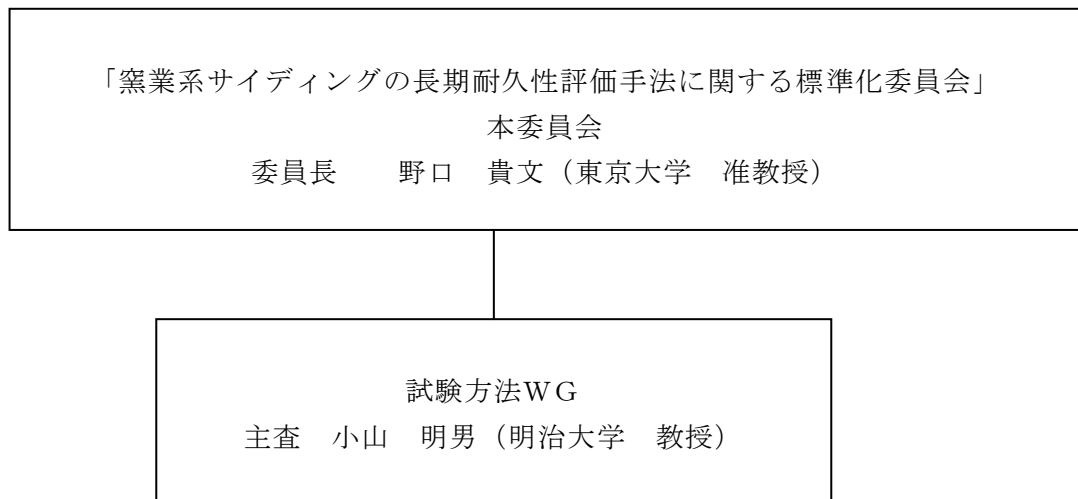 「窯業系サイディングの長期耐久性評価手法に関する標準化委員会」
本委員会
委員長　　野口　貴文（東京大学　准教授）
試験方法ＷＧ
主査　小山　明男（明治大学　教授）